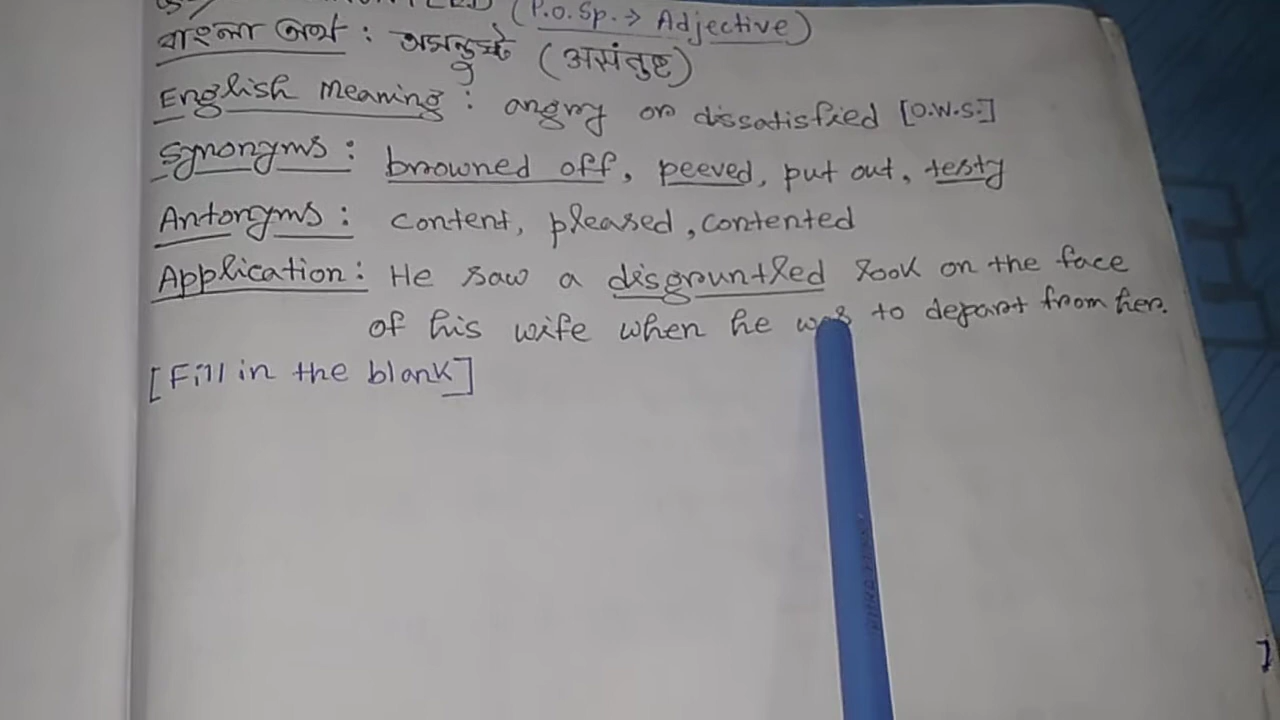 (P.O.Sp.→ Adjective)
বাংলা অর্থ : অসন্তুষ্ট (असंतुष्ट)
English Meaning : angry or dissatisfied [O.W.S.]
Synonyms : browned off, peeved, put out, testy
Antonyms : content, pleased, contented
Application : He saw a disgruntled look on the face
of his wife when he was to depart from her.
[Fill in the blank]